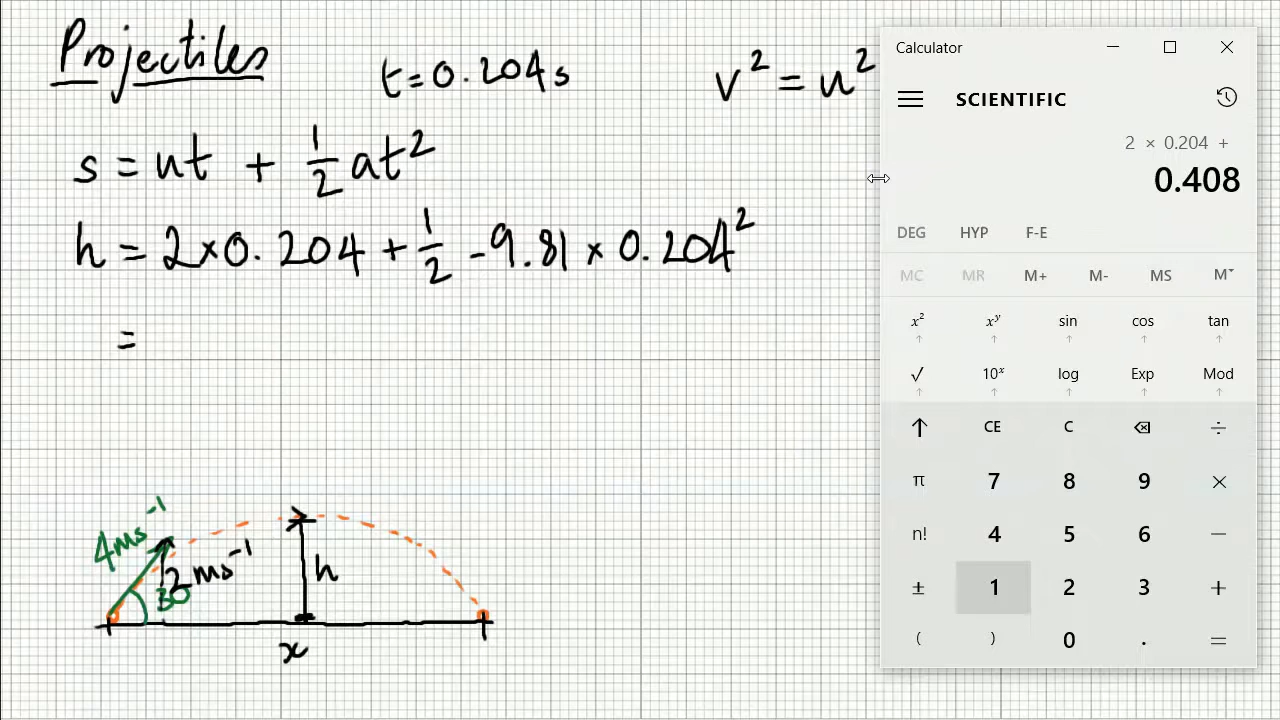 Projectiles
t = 0.204s
v² = u²
s = ut + ½at²
h = 2×0.204 + ½ -9.81 × 0.204²
=
4ms⁻¹
2ms⁻¹
30
h
x
Calculator
SCIENTIFIC
2 × 0.204 +
0.408
DEG HYP F-E
MC MR M+ M- MS M˅
x² xʸ sin cos tan
√ 10ˣ log Exp Mod
↑ CE C ⌫ ÷
π 7 8 9 ×
n! 4 5 6 −
± 1 2 3 +
( ) 0 . =